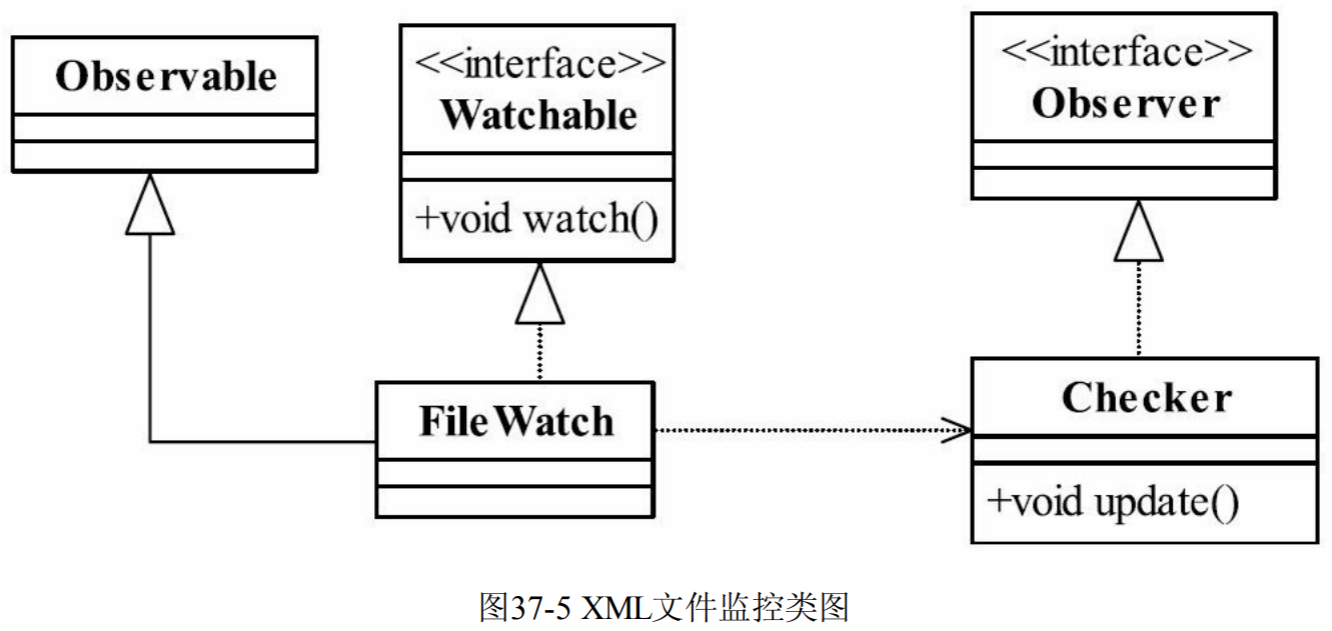 Observable
<<interface>>
Watchable
+void watch()
<<interface>>
Observer
FileWatch
Checker
+void update()
图37-5 XML文件监控类图